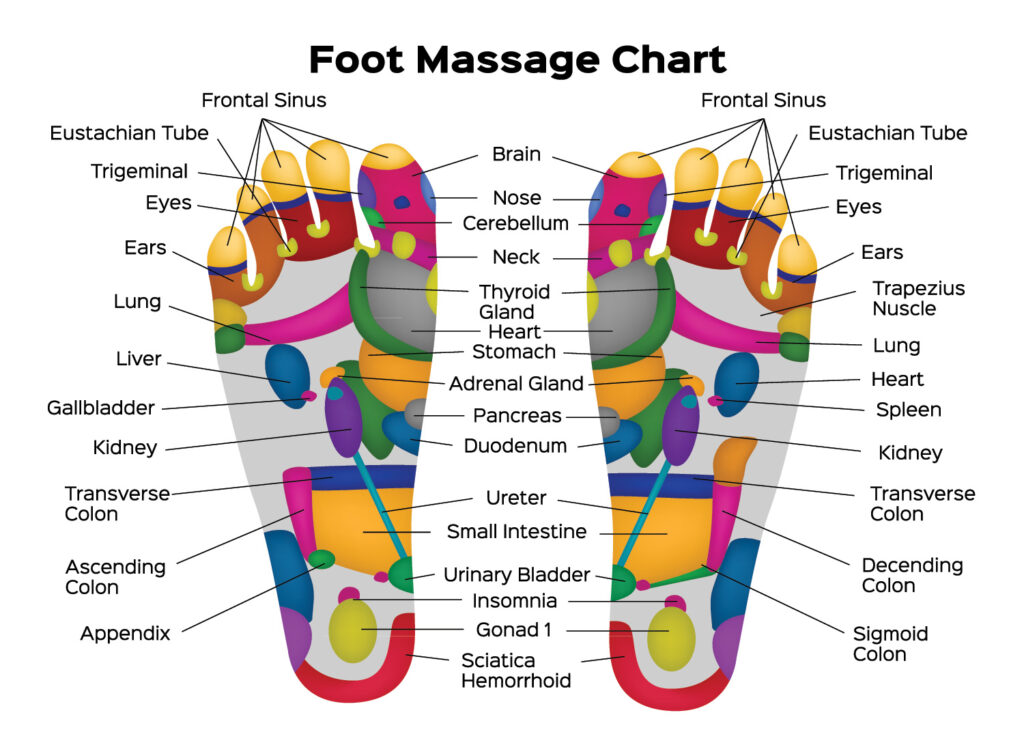 Foot Massage Chart
Frontal Sinus
Eustachian Tube
Trigeminal
Eyes
Ears
Lung
Liver
Gallbladder
Kidney
Transverse
Colon
Ascending
Colon
Appendix
Brain
Nose
Cerebellum
Neck
Thyroid
Gland
Heart
Stomach
Adrenal Gland
Pancreas
Duodenum
Ureter
Small Intestine
Urinary Bladder
Insomnia
Gonad 1
Sciatica
Hemorrhoid
Frontal Sinus
Eustachian Tube
Trigeminal
Eyes
Ears
Trapezius
Nuscle
Lung
Heart
Spleen
Kidney
Transverse
Colon
Decending
Colon
Sigmoid
Colon